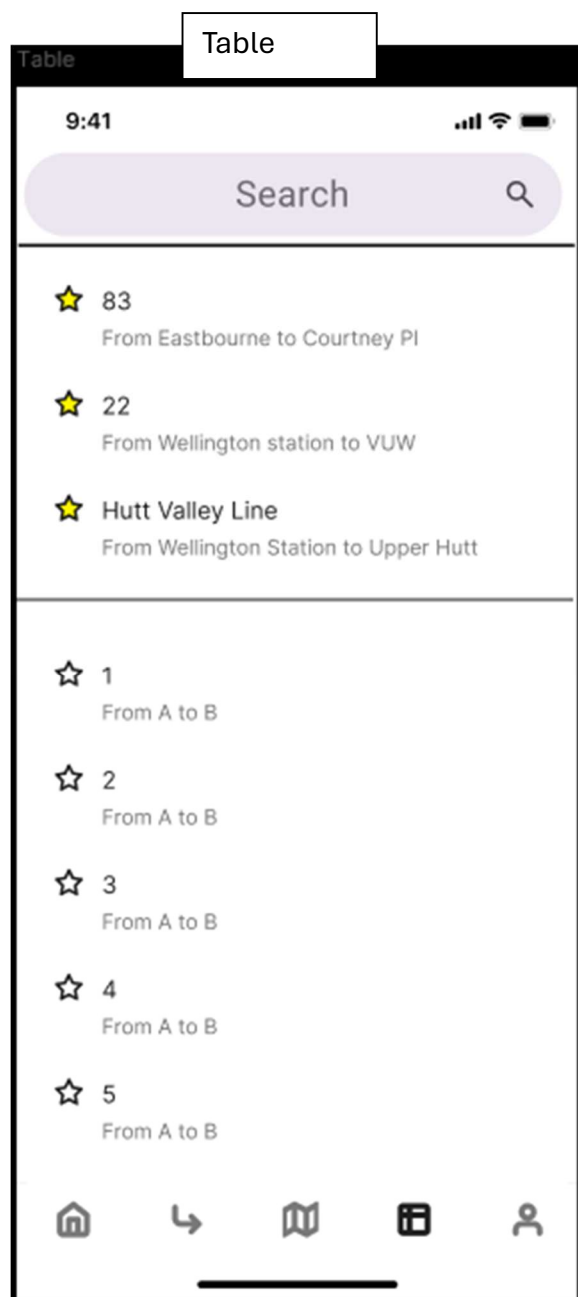 Table
Table
9:41
Search
83
From Eastbourne to Courtney Pl
22
From Wellington station to VUW
Hutt Valley Line
From Wellington Station to Upper Hutt
1
From A to B
2
From A to B
3
From A to B
4
From A to B
5
From A to B